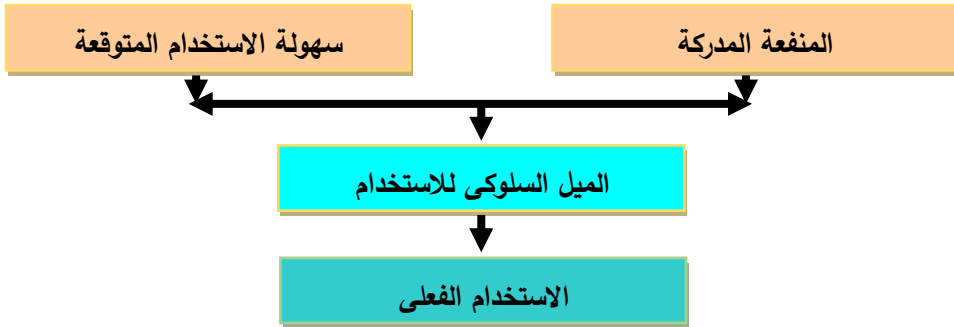 المنفعة المدركة
سهولة الاستخدام المتوقعة
الميل السلوكى للاستخدام
الاستخدام الفعلى